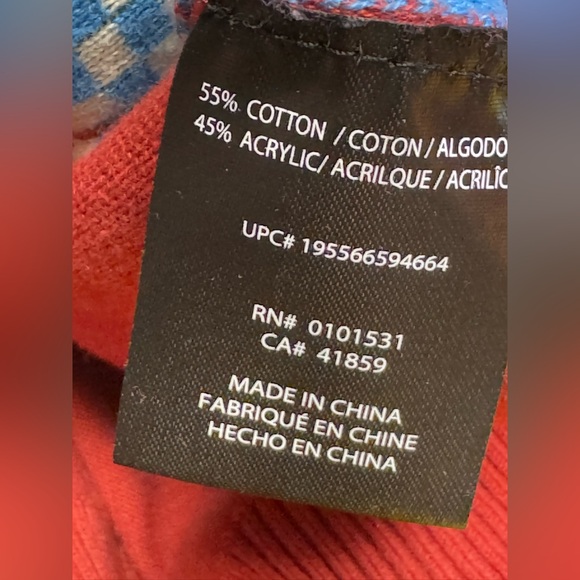 55% COTTON / COTON / ALGODO
45% ACRYLIC/ ACRILQUE / ACRILÍC
UPC# 195566594664
RN# 0101531
CA# 41859
MADE IN CHINA
FABRIQUÉ EN CHINE
HECHO EN CHINA